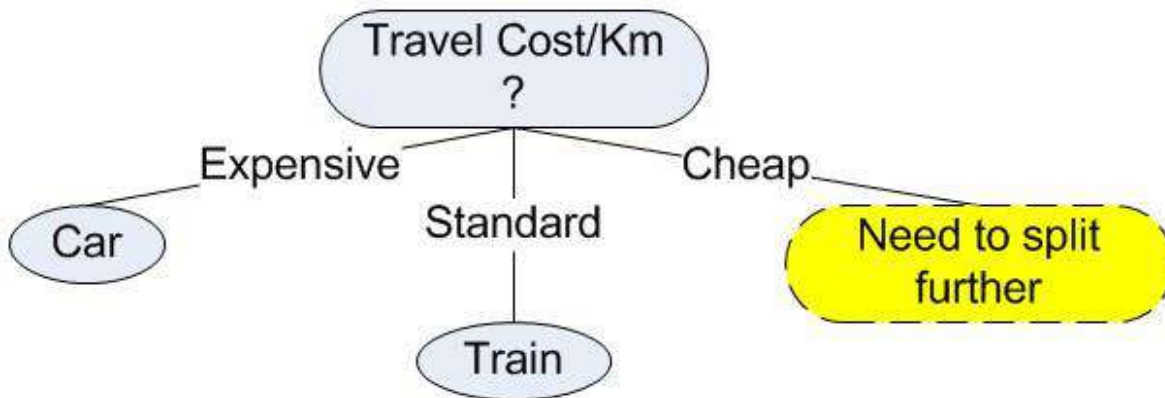 Travel Cost/Km
?
Expensive
Cheap
Car
Standard
Need to split
further
Train